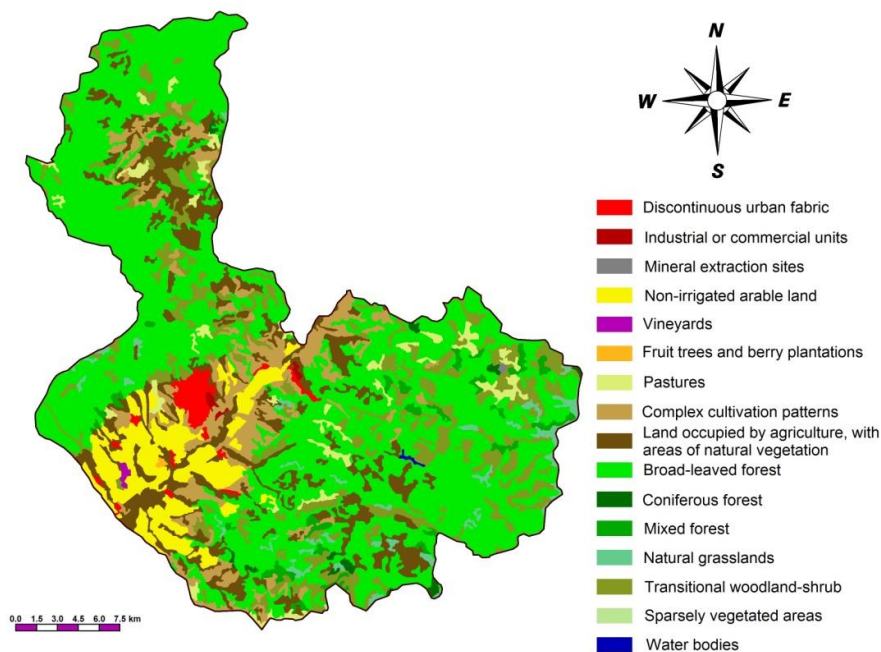 N
W E
S
Discontinuous urban fabric
Industrial or commercial units
Mineral extraction sites
Non-irrigated arable land
Vineyards
Fruit trees and berry plantations
Pastures
Complex cultivation patterns
Land occupied by agriculture, with
areas of natural vegetation
Broad-leaved forest
Coniferous forest
Mixed forest
Natural grasslands
Transitional woodland-shrub
Sparsely vegetated areas
Water bodies
0.0 1.5 3.0 4.5 6.0 7.5 km